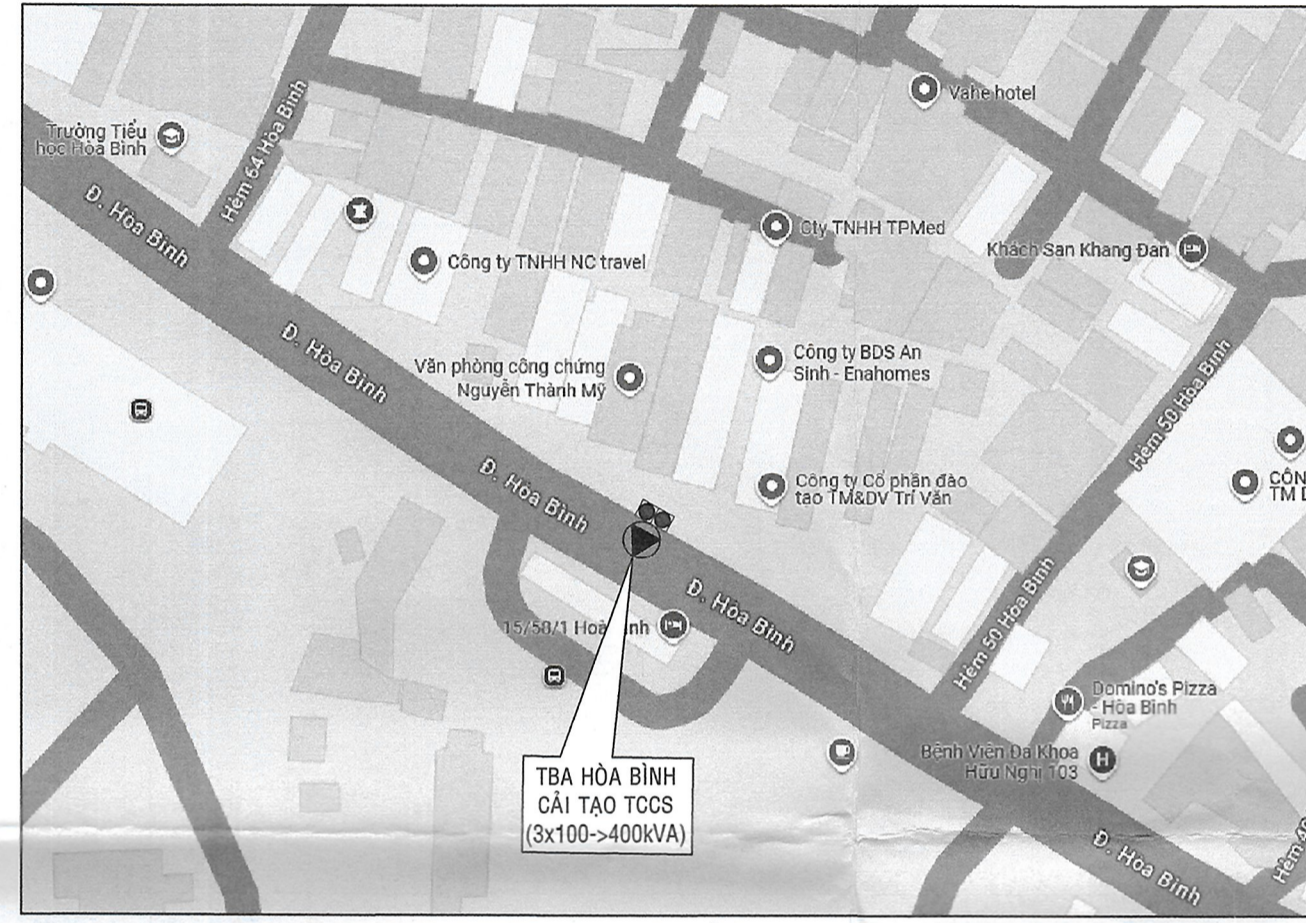 Vahe hotel
Trường Tiểu
học Hòa Bình
Hẻm 64 Hòa Bình
Đ. Hòa Bình
Cty TNHH TPMed
Khách Sạn Khang Đan
Công ty TNHH NC travel
Đ. Hòa Bình
Văn phòng công chứng
Nguyễn Thành Mỹ
Công ty BDS An
Sinh - Enahomes
Hẻm 50 Hòa Bình
Đ. Hòa Bình
Công ty Cổ phần đào
tạo TM&DV Trí Văn
CÔN
TM D
Đ. Hòa Bình
Hẻm 50 Hòa Bình
15/58/1 Hoà
Domino's Pizza
- Hòa Bình
Pizza
Bệnh Viện Đa Khoa
Hữu Nghị 103
H
TBA HÒA BÌNH
CẢI TẠO TCCS
(3x100->400kVA)
Đ. Hòa Bình
Hẻm